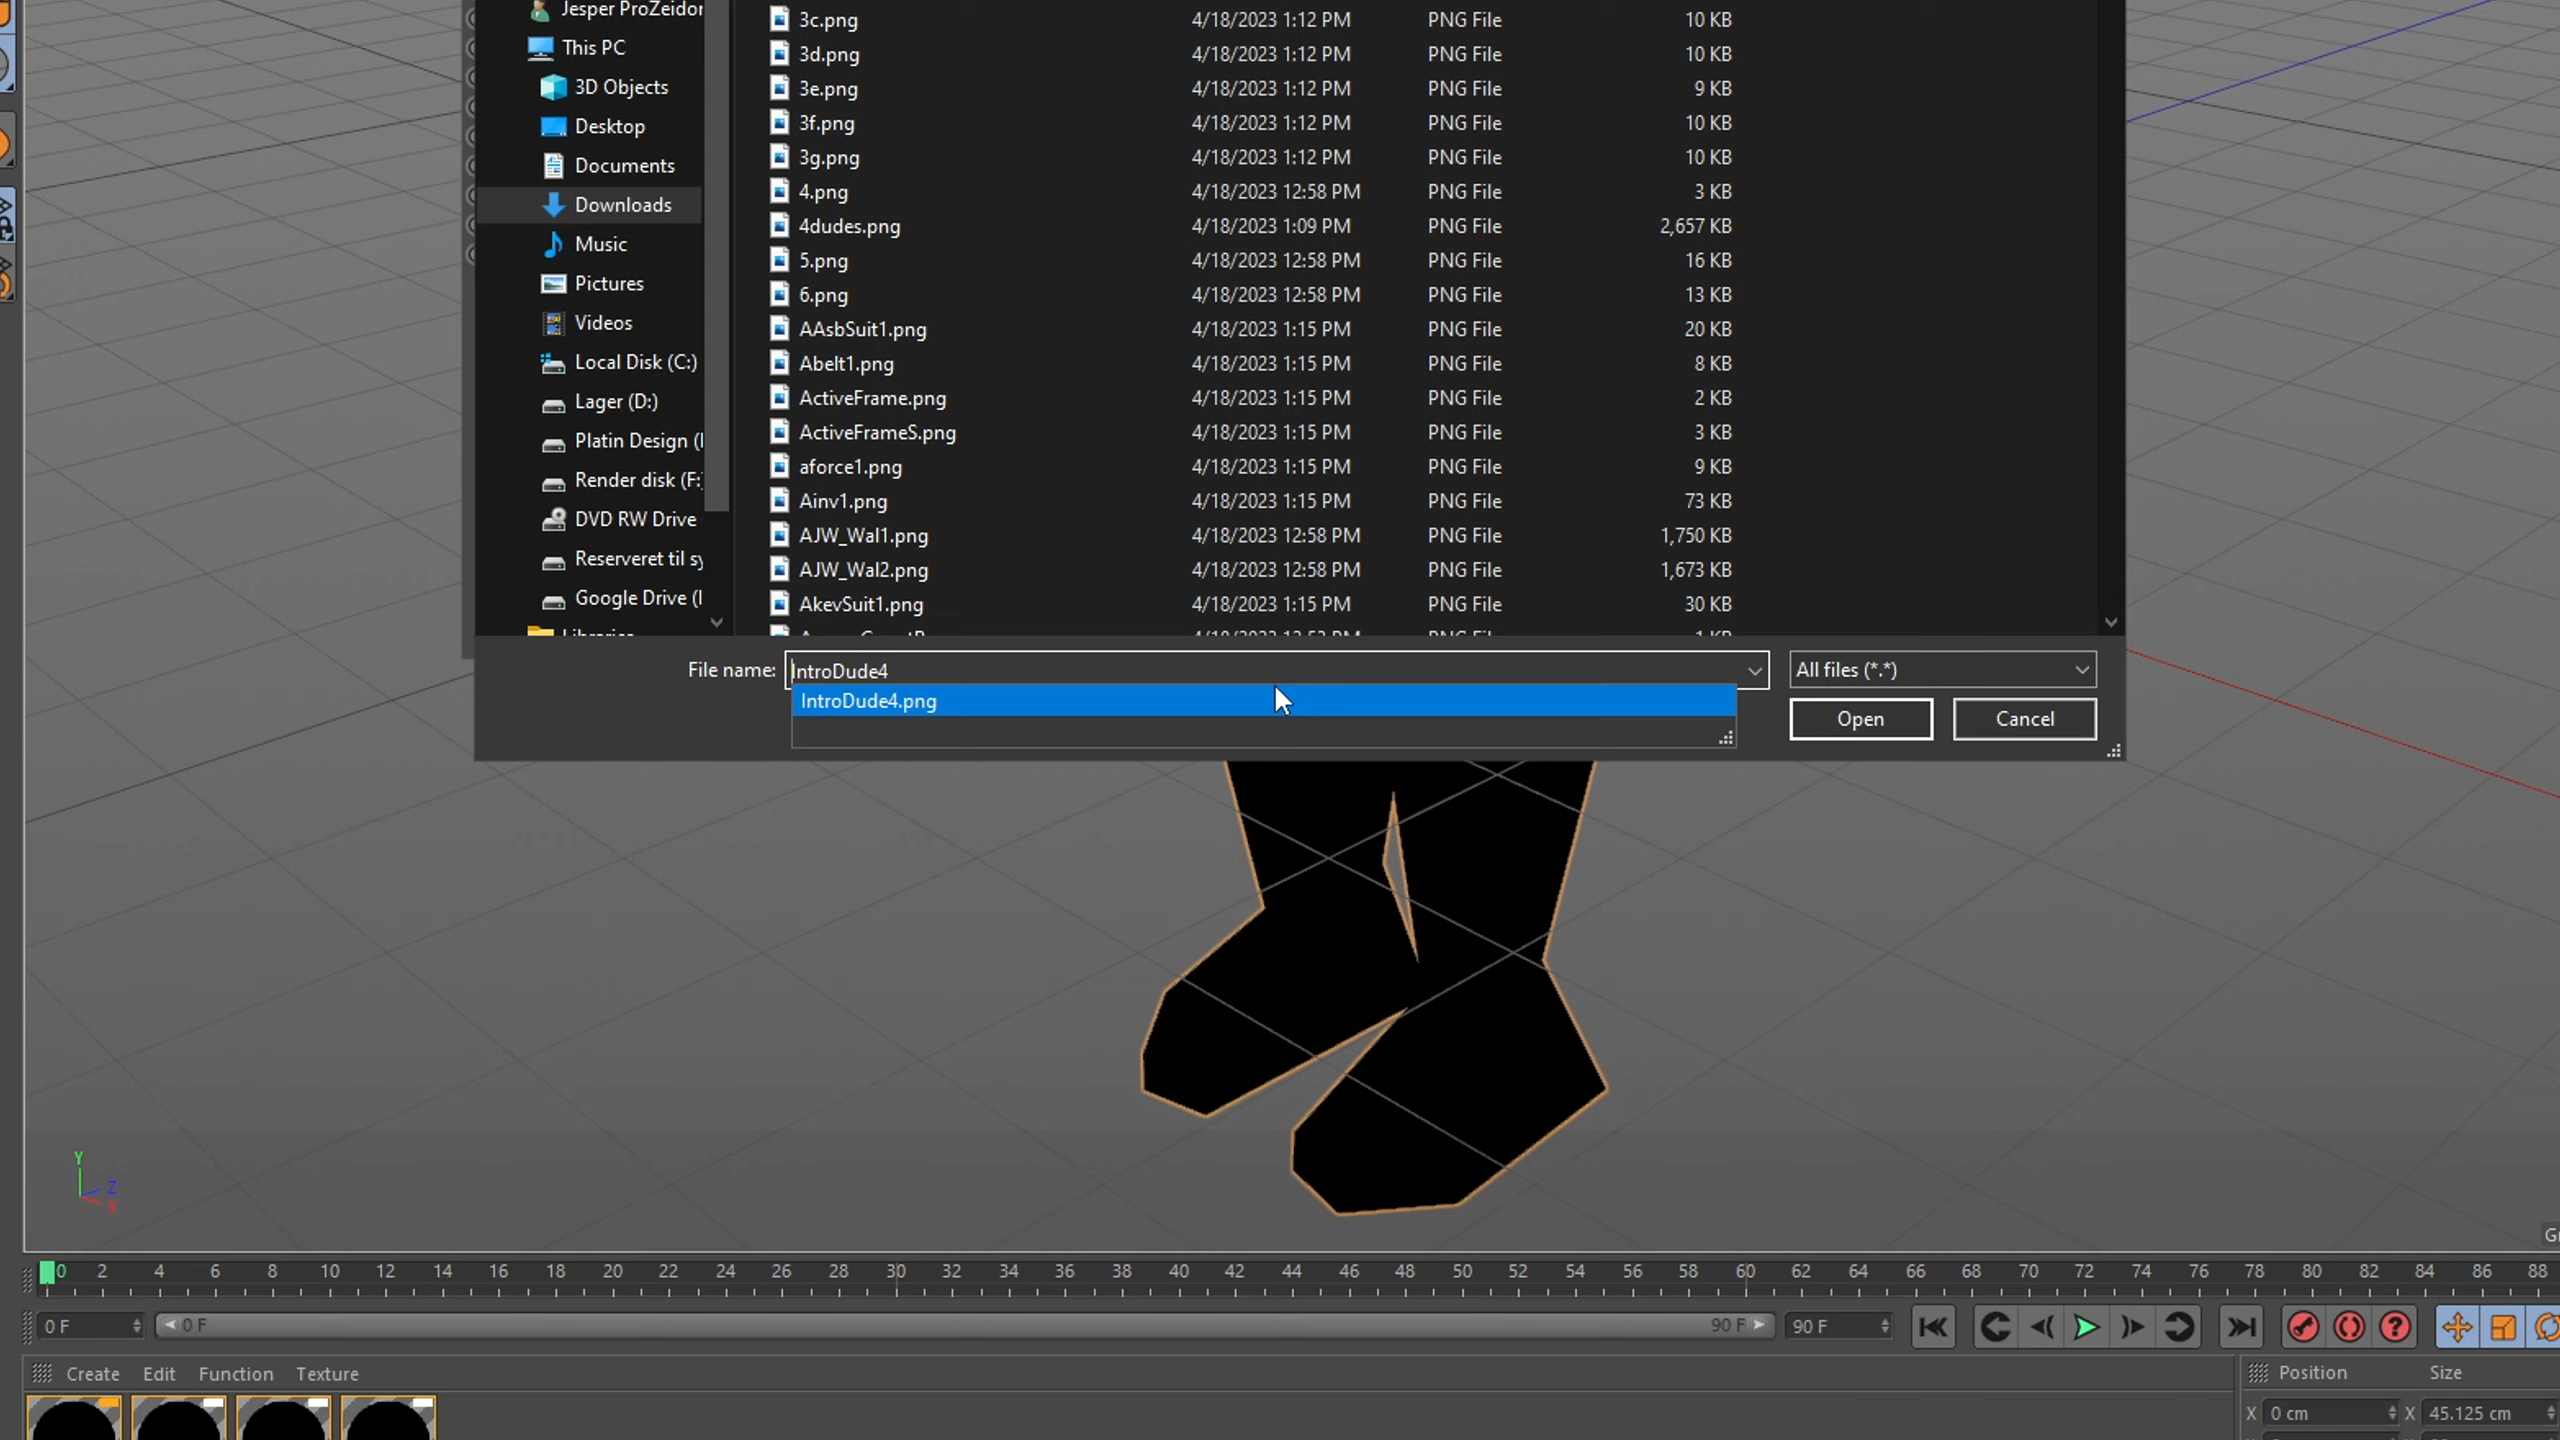 Jesper ProZeidor
This PC
3D Objects
Desktop
Documents
Downloads
Music
Pictures
Videos
Local Disk (C:)
Lager (D:)
Platin Design (
Render disk (F:
DVD RW Drive
Reserveret til sy
Google Drive (
Libraries
3c.png 4/18/2023 1:12 PM PNG File 10 KB
3d.png 4/18/2023 1:12 PM PNG File 10 KB
3e.png 4/18/2023 1:12 PM PNG File 9 KB
3f.png 4/18/2023 1:12 PM PNG File 10 KB
3g.png 4/18/2023 1:12 PM PNG File 10 KB
4.png 4/18/2023 12:58 PM PNG File 3 KB
4dudes.png 4/18/2023 1:09 PM PNG File 2,657 KB
5.png 4/18/2023 12:58 PM PNG File 16 KB
6.png 4/18/2023 12:58 PM PNG File 13 KB
AAsbSuit1.png 4/18/2023 1:15 PM PNG File 20 KB
Abelt1.png 4/18/2023 1:15 PM PNG File 8 KB
ActiveFrame.png 4/18/2023 1:15 PM PNG File 2 KB
ActiveFrameS.png 4/18/2023 1:15 PM PNG File 3 KB
aforce1.png 4/18/2023 1:15 PM PNG File 9 KB
Ainv1.png 4/18/2023 1:15 PM PNG File 73 KB
AJW_Wal1.png 4/18/2023 12:58 PM PNG File 1,750 KB
AJW_Wal2.png 4/18/2023 12:58 PM PNG File 1,673 KB
AkevSuit1.png 4/18/2023 1:15 PM PNG File 30 KB
File name: IntroDude4 All files (*.*)
IntroDude4.png
Open Cancel
Y
Z
X
0 2 4 6 8 10 12 14 16 18 20 22 24 26 28 30 32 34 36 38 40 42 44 46 48 50 52 54 56 58 60 62 64 66 68 70 72 74 76 78 80 82 84 86 88
0 F 0 F 90 F 90 F
Create Edit Function Texture
Position Size
X 0 cm X 45.125 cm